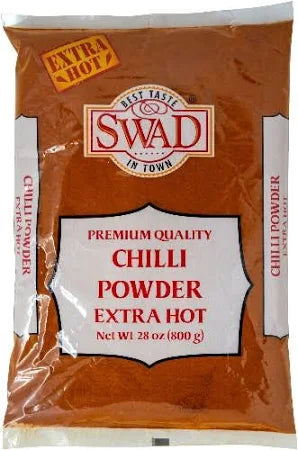 EXTRA
HOT
BEST TASTE
SWAD®
IN TOWN
CHILLI POWDER
EXTRA HOT
PREMIUM QUALITY
CHILLI
POWDER
EXTRA HOT
Net Wt. 28 oz (800 g)
CHILLI POWDER
EXTRA HOT